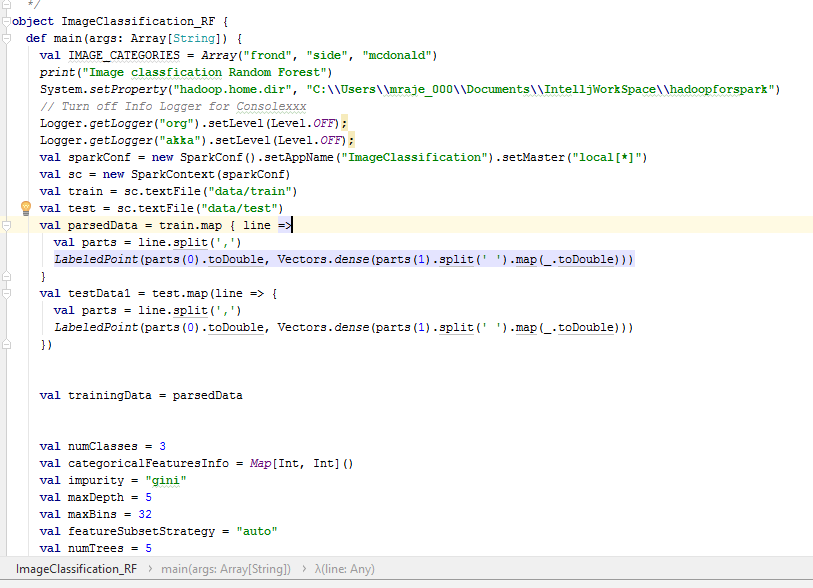 */
object ImageClassification_RF {
def main(args: Array[String]) {
val IMAGE_CATEGORIES = Array("frond", "side", "mcdonald")
print("Image classfication Random Forest")
System.setProperty("hadoop.home.dir", "C:\\Users\\mraje_000\\Documents\\IntelljWorkSpace\\hadoopforspark")
// Turn off Info Logger for Consolexxx
Logger.getLogger("org").setLevel(Level.OFF);
Logger.getLogger("akka").setLevel(Level.OFF);
val sparkConf = new SparkConf().setAppName("ImageClassification").setMaster("local[*]")
val sc = new SparkContext(sparkConf)
val train = sc.textFile("data/train")
val test = sc.textFile("data/test")
val parsedData = train.map { line =>
val parts = line.split(',')
LabeledPoint(parts(0).toDouble, Vectors.dense(parts(1).split(' ').map(_.toDouble)))
}
val testData1 = test.map(line => {
val parts = line.split(',')
LabeledPoint(parts(0).toDouble, Vectors.dense(parts(1).split(' ').map(_.toDouble)))
})
val trainingData = parsedData
val numClasses = 3
val categoricalFeaturesInfo = Map[Int, Int]()
val impurity = "gini"
val maxDepth = 5
val maxBins = 32
val featureSubsetStrategy = "auto"
val numTrees = 5
ImageClassification_RF › main(args: Array[String]) › λ(line: Any)